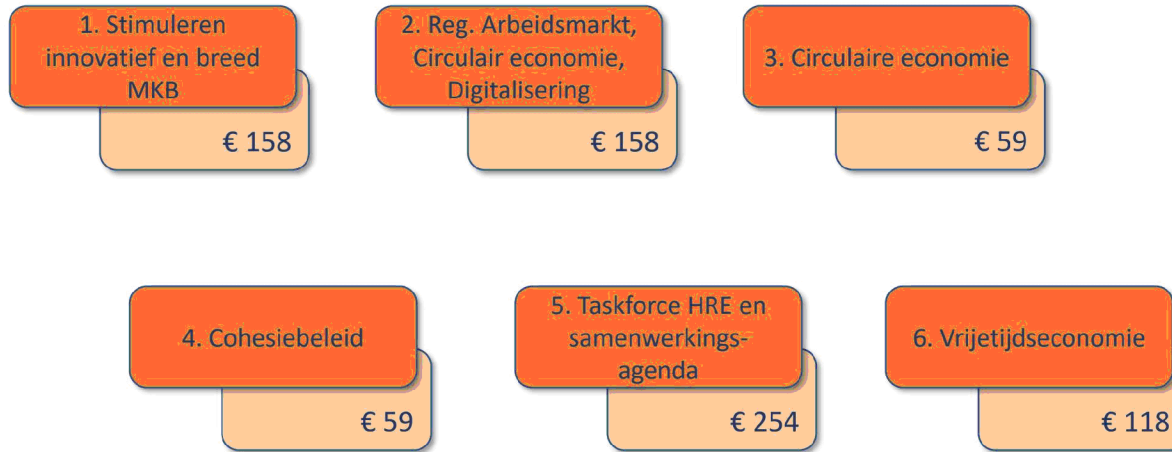 1. Stimuleren
innovatief en breed
MKB
€ 158
2. Reg. Arbeidsmarkt,
Circulair economie,
Digitalisering
€ 158
3. Circulaire economie
€ 59
4. Cohesiebeleid
€ 59
5. Taskforce HRE en
samenwerkings-
agenda
€ 254
6. Vrijetijdseconomie
€ 118